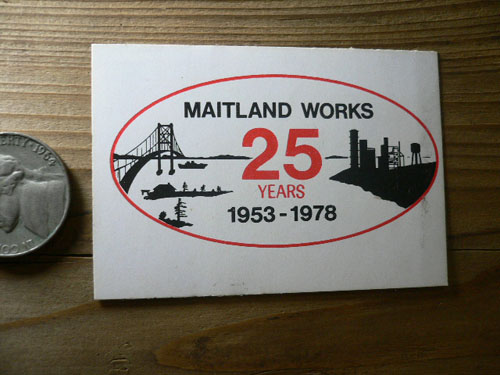 MAITLAND WORKS
25
YEARS
1953-1978